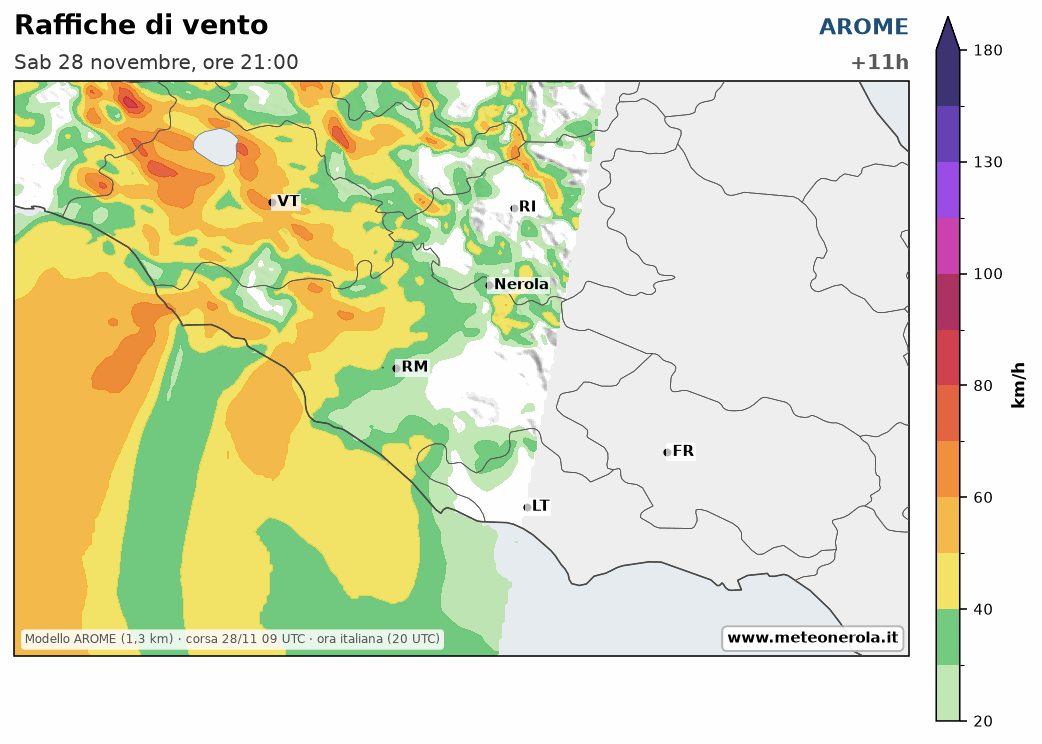 Raffiche di vento
AROME
Sab 28 novembre, ore 21:00
+11h
180
130
100
80
60
40
20
km/h
VT
RI
Nerola
RM
FR
LT
Modello AROME (1,3 km) · corsa 28/11 09 UTC · ora italiana (20 UTC)
www.meteonerola.it